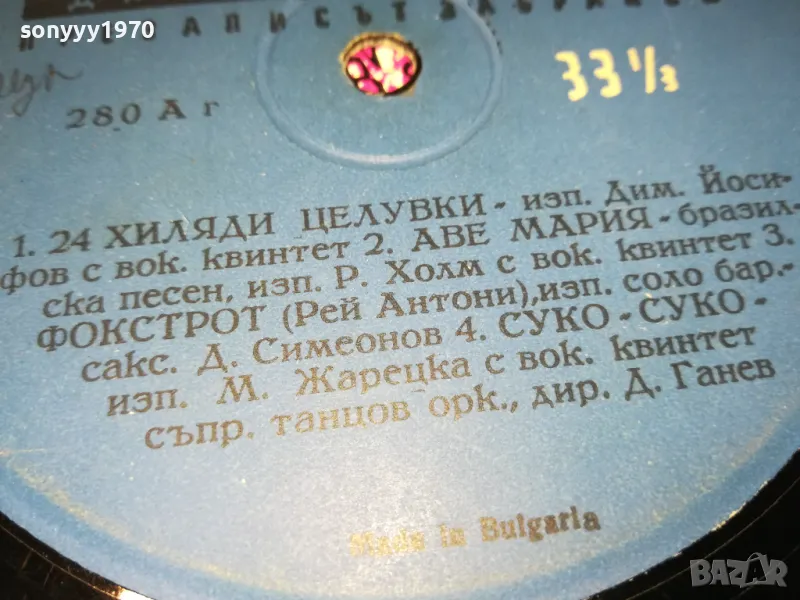 sonyyy1970
280 А г
33⅓
1. 24 ХИЛЯДИ ЦЕЛУВКИ - изп. Дим. Йоси-
фов с вок. квинтет 2. АВЕ МАРИЯ - бразил-
ска песен, изп. Р. Холм с вок. квинтет 3.
ФОКСТРОТ (Рей Антони), изп. соло бар.-
сакс. Д. Симеонов 4. СУКО - СУКО -
изп. М. Жарецка с вок. квинтет
съпр. танцов орк., дир. Д. Ганев
Made in Bulgaria
BAZAR